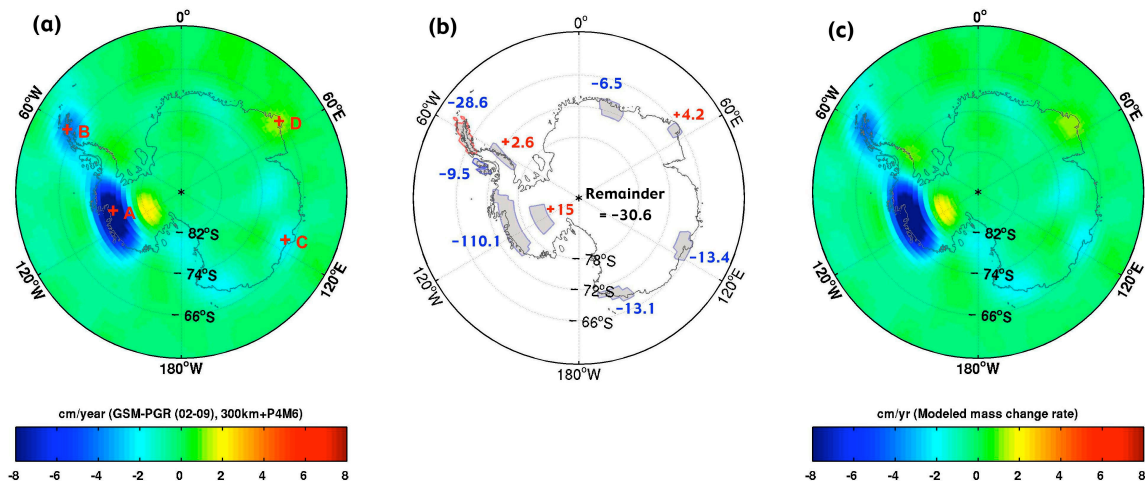 (a)
0°
60°W
60°E
+ B
+ D
+ A
*
+ C
− 82°S
− 74°S
− 66°S
120°W
120°E
180°W
cm/year (GSM-PGR (02-09), 300km+P4M6)
-8 -6 -4 -2 0 2 4 6 8
(b)
0°
60°W
60°E
−6.5
−28.6
+4.2
+2.6
−9.5
* Remainder
= −30.6
+15
−110.1
−13.4
−13.1
− 78°S
− 72°S
− 66°S
120°W
120°E
180°W
(c)
0°
60°W
60°E
*
− 82°S
− 74°S
− 66°S
120°W
120°E
180°W
cm/yr (Modeled mass change rate)
-8 -6 -4 -2 0 2 4 6 8